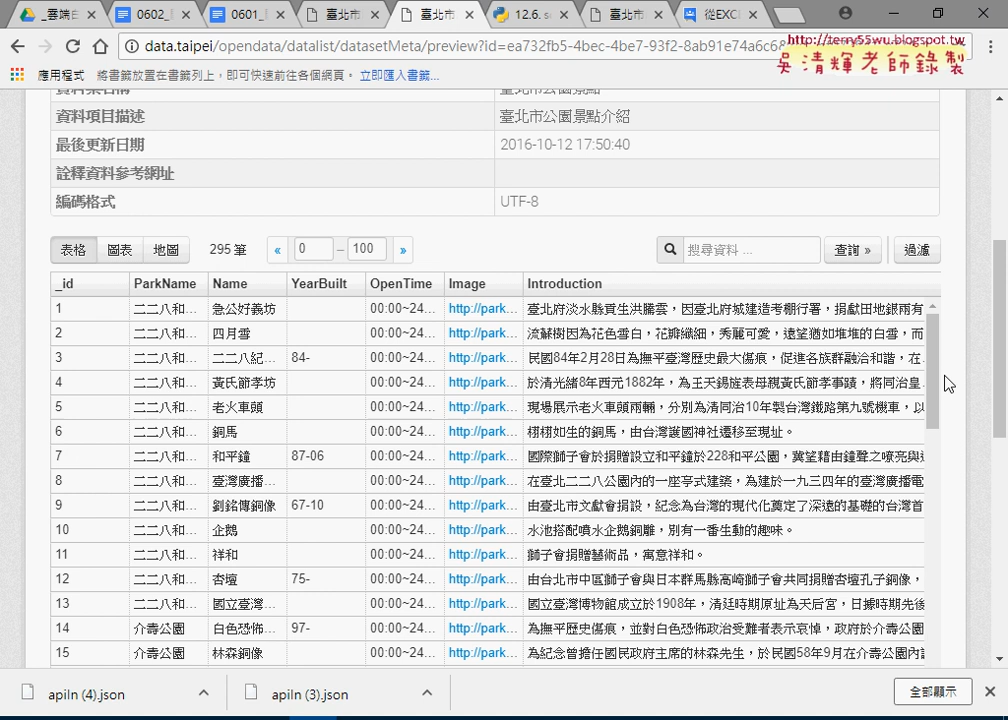 _雲端白
0602_
0601_
臺北市
臺北市
12.6. s
臺北市
從EXC
data.taipei/opendata/datalist/datasetMeta/preview?id=ea732fb5-4bec-4be7-93f2-8ab91e74a6c6
http://terry55wu.blogspot.tw
吳清輝老師錄製
應用程式 將書籤放置在書籤列上，即可快速前往各個網頁。 立即匯入書籤...
資料集名稱 臺北市公園景點
資料項目描述 臺北市公園景點介紹
最後更新日期 2016-10-12 17:50:40
詮釋資料參考網址
編碼格式 UTF-8
表格 圖表 地圖 295 筆 « 0 – 100 » 搜尋資料 ... 查詢 » 過濾
_id ParkName Name YearBuilt OpenTime Image Introduction
1 二二八和... 急公好義坊 00:00~24... http://park... 臺北府淡水縣貢生洪騰雲，因臺北府城建造考棚行署，捐獻田地銀兩有
2 二二八和... 四月雪 00:00~24... http://park... 流蘇樹因為花色雪白，花瓣纖細，秀麗可愛，遠望猶如堆堆的白雪，而
3 二二八和... 二二八紀... 84- 00:00~24... http://park... 民國84年2月28日為撫平臺灣歷史最大傷痕，促進各族群融洽和諧，在
4 二二八和... 黃氏節孝坊 00:00~24... http://park... 於清光緒8年西元1882年，為王天錫旌表母親黃氏節孝事蹟，將同治皇
5 二二八和... 老火車頭 00:00~24... http://park... 現場展示老火車頭兩輛，分別為清同治10年製台灣鐵路第九號機車，以
6 二二八和... 銅馬 00:00~24... http://park... 栩栩如生的銅馬，由台灣護國神社遷移至現址。
7 二二八和... 和平鐘 87-06 00:00~24... http://park... 國際獅子會於捐贈設立和平鐘於228和平公園，冀望藉由鐘聲之嘹亮與
8 二二八和... 臺灣廣播... 00:00~24... http://park... 在臺北二二八公園內的一座亭式建築，為建於一九三四年的臺灣廣播電
9 二二八和... 劉銘傳銅像 67-10 00:00~24... http://park... 由臺北市文獻會捐設，紀念為台灣的現代化奠定了深遠的基礎的台灣首
10 二二八和... 企鵝 00:00~24... http://park... 水池搭配噴水企鵝銅雕，別有一番生動的趣味。
11 二二八和... 祥和 00:00~24... http://park... 獅子會捐贈藝術品，寓意祥和。
12 二二八和... 杏壇 75- 00:00~24... http://park... 由台北市中區獅子會與日本群馬縣高崎獅子會共同捐贈杏壇孔子銅像，
13 二二八和... 國立臺灣... 00:00~24... http://park... 國立臺灣博物館成立於1908年，清廷時期原址為天后宮，日據時期先後
14 介壽公園 白色恐怖... 97- 00:00~24... http://park... 為撫平歷史傷痕，並對白色恐怖政治受難者表示哀悼，政府於介壽公園
15 介壽公園 林森銅像 00:00~24... http://park... 為紀念曾擔任國民政府主席的林森先生，於民國58年9月在介壽公園內
apiIn (4).json
apiIn (3).json
全部顯示